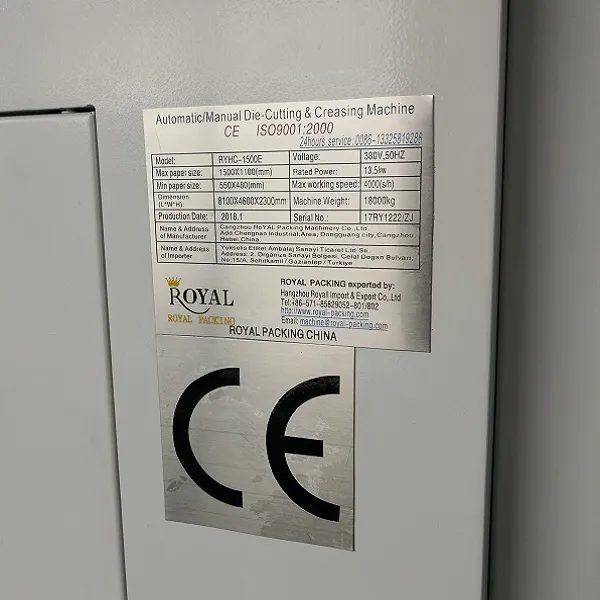 Automatic/Manual Die-Cutting & Creasing Machine
CE ISO9001:2000
24hours service:0086-13325819286
Model: RYHC-1500E Voltage: 380V,50HZ
Max paper size: 1500X1100(mm) Rated Power: 13.5kw
Min paper size: 550X480(mm) Max working speed: 4000(s/h)
Dimension (L*W*H): 8100X4600X2300mm Machine Weight: 18000kg
Production Date: 2018.1 Serial No.: 17RY1222/ZJ
Name & Address of Manufacturer
Cangzhou RoYAL Packing Machinery Co.,Ltd
Add:Chengnan Industrial,Area, Dongguang city,Cangzhou,
Hebei,China
Name & Address of Importer
Yukselis Etiket Ambalaj Sanayi Ticaret Ltd.
Address: 2. Organize Sanayi Bolgesi, Celal Dogan Bulvari,
No:15/A, Sehitkamil / Gaziantep / Turkiye
ROYAL
ROYAL PACKING
ROYAL PACKING exported by:
Hangzhou Royall Import & Export Co.,Ltd
Tel:+86-571-85829052-801/802
http://www.royal-packing.com
Email: machine@royal-packing.com
ROYAL PACKING CHINA
CE